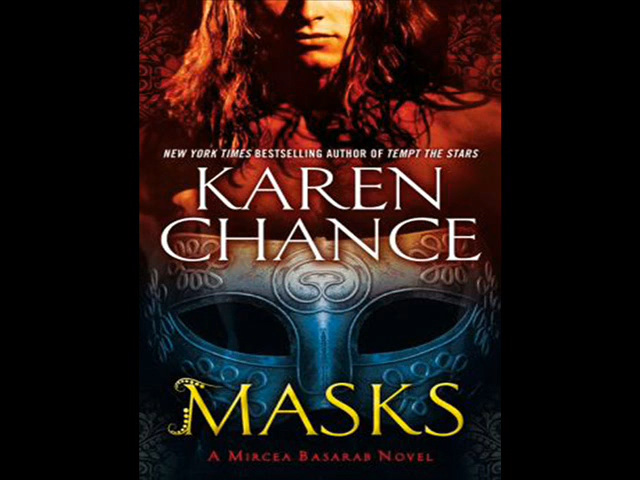 NEW YORK TIMES BESTSELLING AUTHOR OF TEMPT THE STARS
KAREN
CHANCE
MASKS
A MIRCEA BASARAB NOVEL